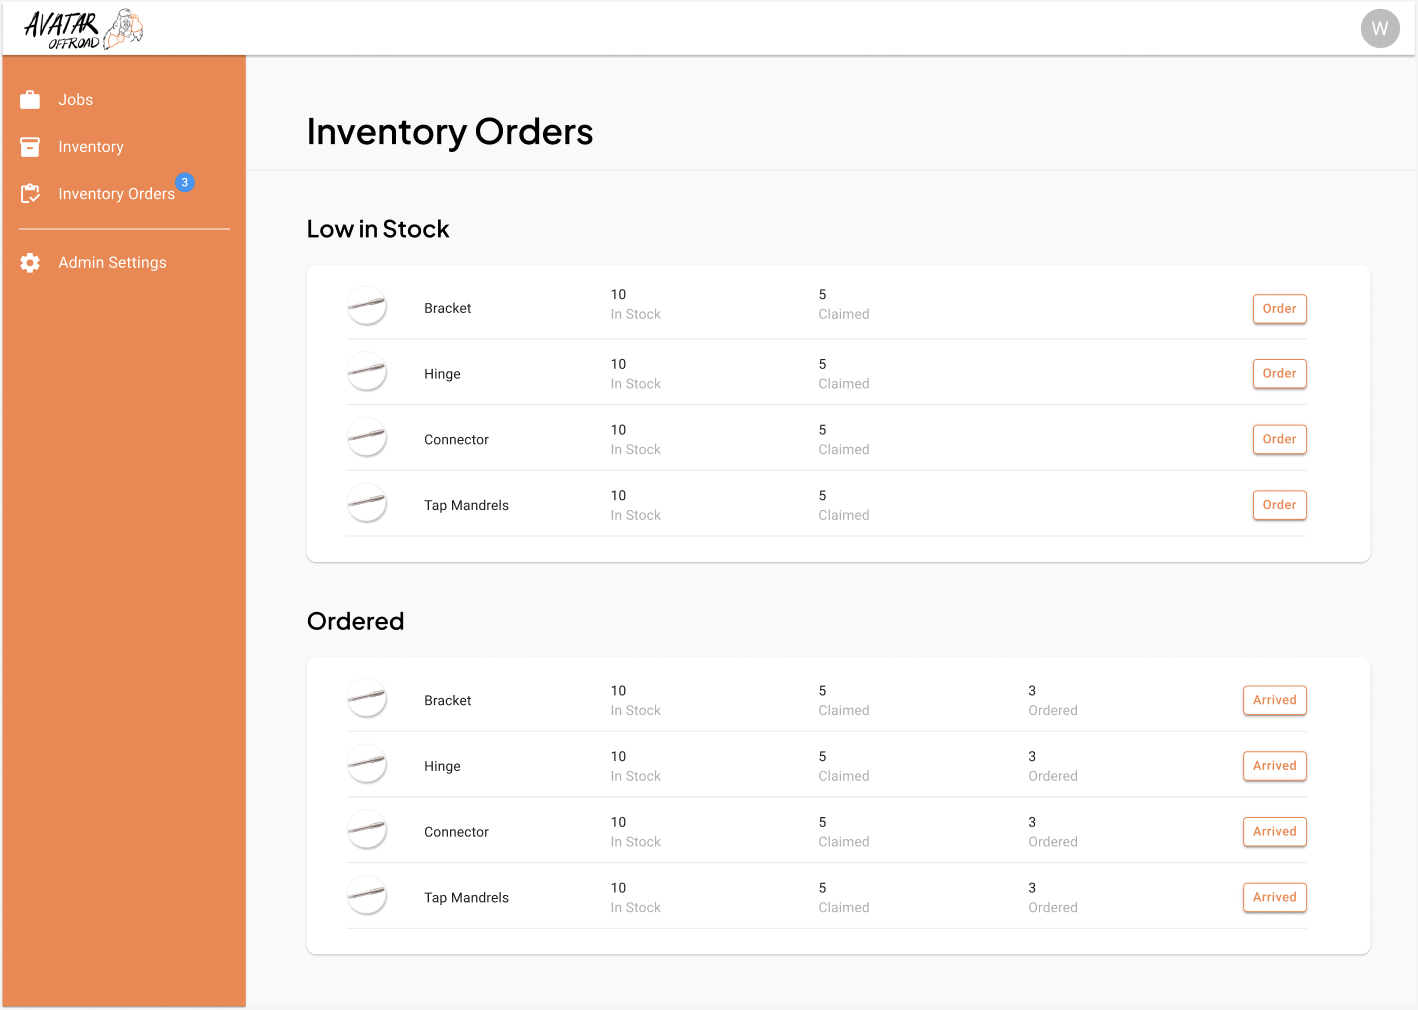 AVATAR
OFFROAD
W
Jobs
Inventory
Inventory Orders 3
Admin Settings
Inventory Orders
Low in Stock
Bracket
10
In Stock
5
Claimed
Order
Hinge
10
In Stock
5
Claimed
Order
Connector
10
In Stock
5
Claimed
Order
Tap Mandrels
10
In Stock
5
Claimed
Order
Ordered
Bracket
10
In Stock
5
Claimed
3
Ordered
Arrived
Hinge
10
In Stock
5
Claimed
3
Ordered
Arrived
Connector
10
In Stock
5
Claimed
3
Ordered
Arrived
Tap Mandrels
10
In Stock
5
Claimed
3
Ordered
Arrived